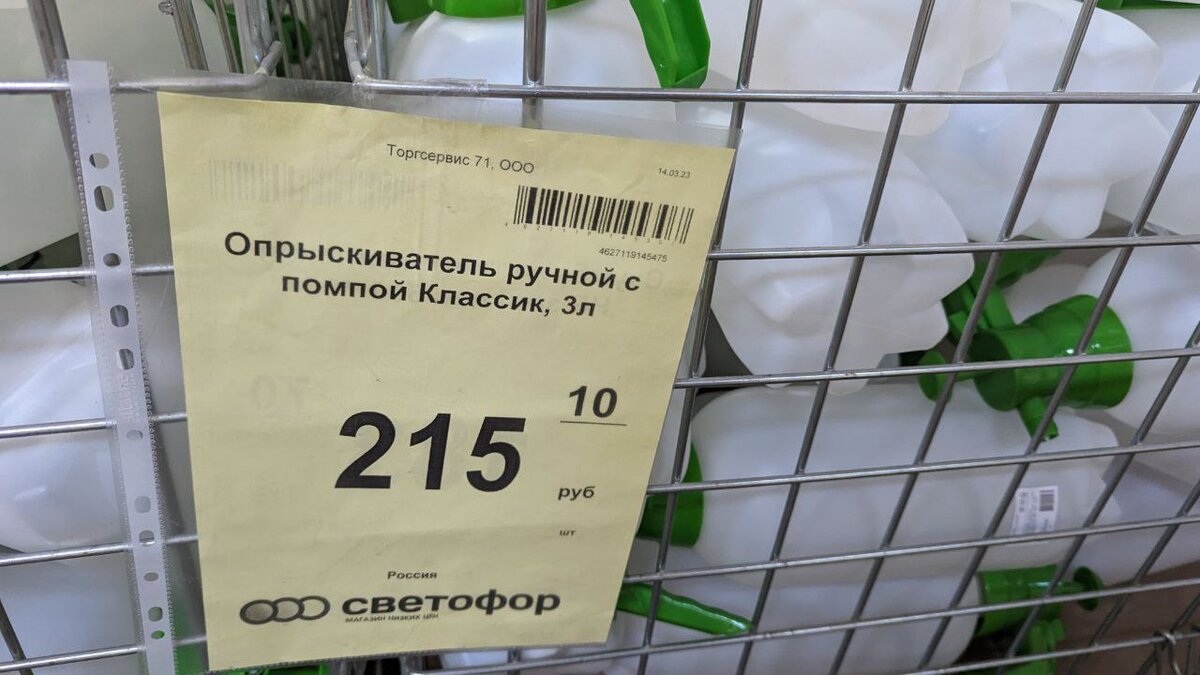 Торгсервис 71, ООО
14.03.23
4627119145475
Опрыскиватель ручной с
помпой Классик, 3л
215
10
руб
шт
Россия
светофор
МАГАЗИН НИЗКИХ ЦЕН